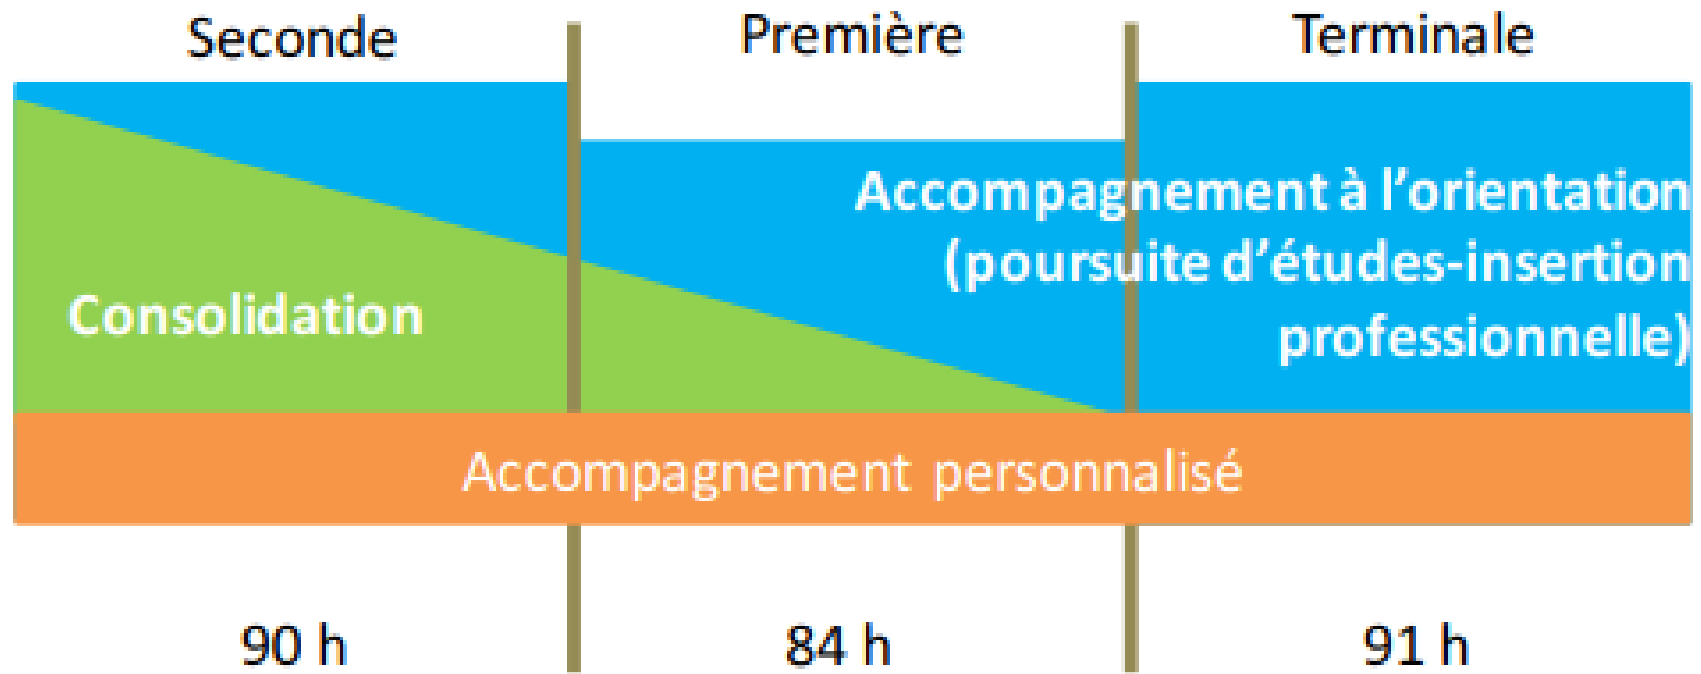 Seconde
Première
Terminale
Accompagnement à l’orientation
(poursuite d’études-insertion
professionnelle)
Consolidation
Accompagnement personnalisé
90 h
84 h
91 h